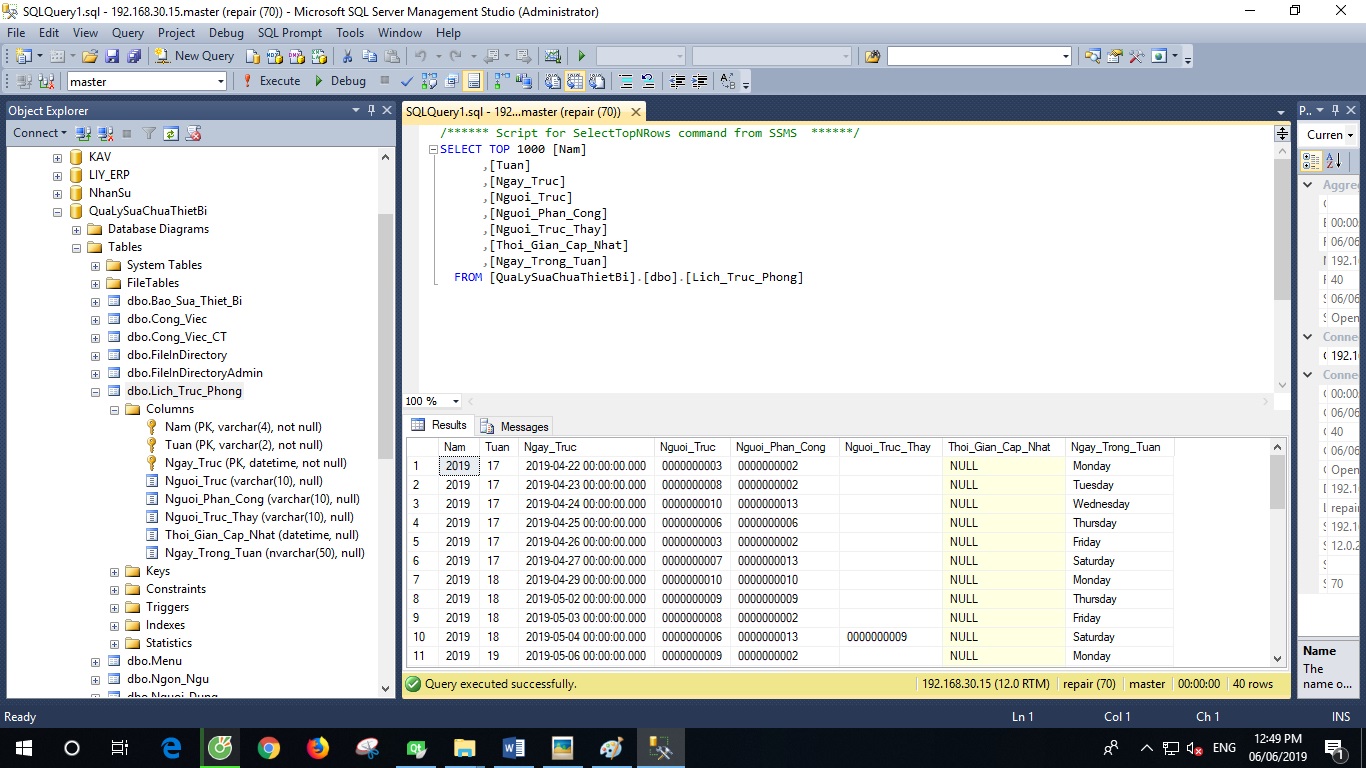 SQLQuery1.sql - 192.168.30.15.master (repair (70)) - Microsoft SQL Server Management Studio (Administrator)
File Edit View Query Project Debug SQL Prompt Tools Window Help
New Query
master Execute Debug
Object Explorer
Connect
KAV
LIY_ERP
NhanSu
QuaLySuaChuaThietBi
Database Diagrams
Tables
System Tables
FileTables
dbo.Bao_Sua_Thiet_Bi
dbo.Cong_Viec
dbo.Cong_Viec_CT
dbo.FileInDirectory
dbo.FileInDirectoryAdmin
dbo.Lich_Truc_Phong
Columns
Nam (PK, varchar(4), not null)
Tuan (PK, varchar(2), not null)
Ngay_Truc (PK, datetime, not null)
Nguoi_Truc (varchar(10), null)
Nguoi_Phan_Cong (varchar(10), null)
Nguoi_Truc_Thay (varchar(10), null)
Thoi_Gian_Cap_Nhat (datetime, null)
Ngay_Trong_Tuan (nvarchar(50), null)
Keys
Constraints
Triggers
Indexes
Statistics
dbo.Menu
dbo.Ngon_Ngu
dbo.Nguoi_Dung
SQLQuery1.sql - 192...master (repair (70))
/****** Script for SelectTopNRows command from SSMS ******/
SELECT TOP 1000 [Nam]
,[Tuan]
,[Ngay_Truc]
,[Nguoi_Truc]
,[Nguoi_Phan_Cong]
,[Nguoi_Truc_Thay]
,[Thoi_Gian_Cap_Nhat]
,[Ngay_Trong_Tuan]
FROM [QuaLySuaChuaThietBi].[dbo].[Lich_Truc_Phong]
100 %
Results Messages
Nam Tuan Ngay_Truc Nguoi_Truc Nguoi_Phan_Cong Nguoi_Truc_Thay Thoi_Gian_Cap_Nhat Ngay_Trong_Tuan
1 2019 17 2019-04-22 00:00:00.000 0000000003 0000000002 NULL Monday
2 2019 17 2019-04-23 00:00:00.000 0000000008 0000000002 NULL Tuesday
3 2019 17 2019-04-24 00:00:00.000 0000000010 0000000013 NULL Wednesday
4 2019 17 2019-04-25 00:00:00.000 0000000006 0000000006 NULL Thursday
5 2019 17 2019-04-26 00:00:00.000 0000000003 0000000002 NULL Friday
6 2019 17 2019-04-27 00:00:00.000 0000000007 0000000013 NULL Saturday
7 2019 18 2019-04-29 00:00:00.000 0000000010 0000000010 NULL Monday
8 2019 18 2019-05-02 00:00:00.000 0000000009 0000000009 NULL Thursday
9 2019 18 2019-05-03 00:00:00.000 0000000008 0000000002 NULL Friday
10 2019 18 2019-05-04 00:00:00.000 0000000006 0000000013 0000000009 NULL Saturday
11 2019 19 2019-05-06 00:00:00.000 0000000009 0000000002 NULL Monday
Query executed successfully. 192.168.30.15 (12.0 RTM) repair (70) master 00:00:00 40 rows
P..
Curren
Aggre
00:00
06/06
192.1
40
06/06
Open
Conne
192.1
Conne
00:00
06/06
40
06/06
Open
192.1
repair
192.1
12.0.2
70
Name
The
name o...
Ready Ln 1 Col 1 Ch 1 INS
ENG
12:49 PM
06/06/2019
1